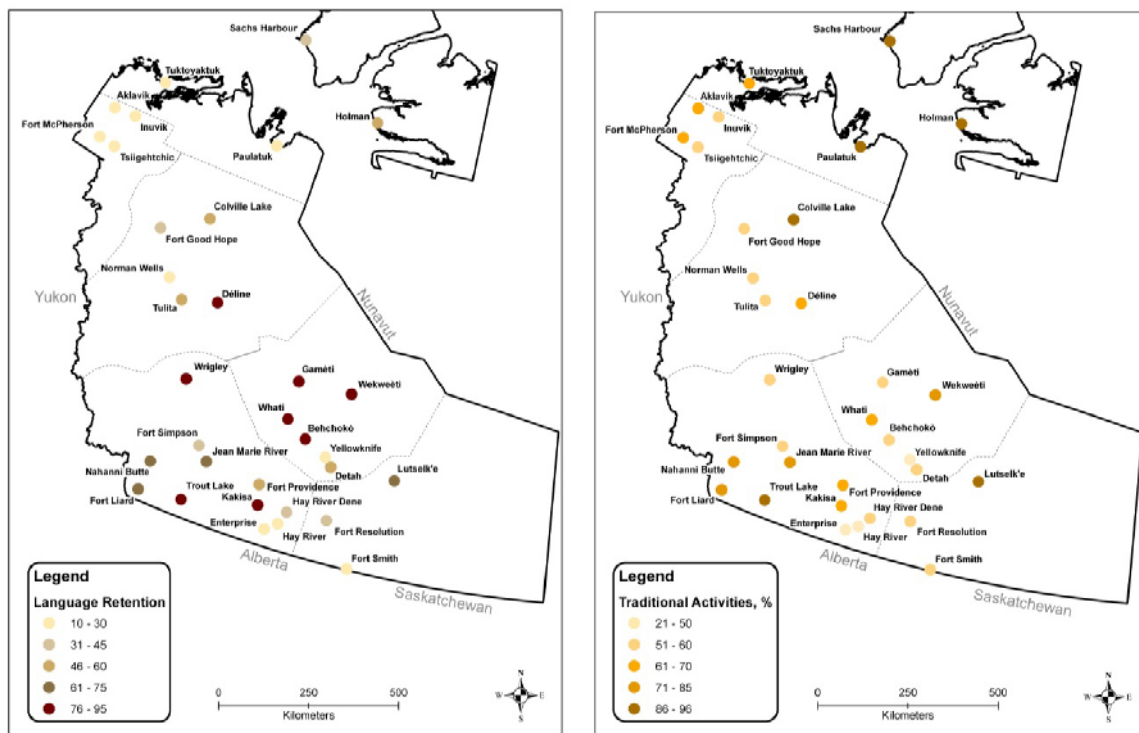 Sachs Harbour
Tuktoyaktuk
Aklavik
Inuvik
Holman
Fort McPherson
Tsiigehtchic
Paulatuk
Colville Lake
Fort Good Hope
Norman Wells
Yukon
Tulita
Déline
Nunavut
Wrigley
Gamèti
Wekweèti
Whati
Behchokò
Fort Simpson
Jean Marie River
Yellowknife
Nahanni Butte
Detah
Lutselk'e
Fort Liard
Trout Lake
Fort Providence
Kakisa
Hay River Dene
Enterprise
Hay River
Fort Resolution
Alberta
Fort Smith
Saskatchewan
Legend
Language Retention
10 - 30
31 - 45
46 - 60
61 - 75
76 - 95
0 250 500
Kilometers
N
W E
S
Sachs Harbour
Tuktoyaktuk
Aklavik
Inuvik
Holman
Fort McPherson
Tsiigehtchic
Paulatuk
Colville Lake
Fort Good Hope
Norman Wells
Yukon
Tulita
Déline
Nunavut
Wrigley
Gamèti
Wekweèti
Whati
Behchokò
Fort Simpson
Jean Marie River
Yellowknife
Nahanni Butte
Detah
Lutselk'e
Fort Liard
Trout Lake
Fort Providence
Kakisa
Hay River Dene
Enterprise
Hay River
Fort Resolution
Alberta
Fort Smith
Saskatchewan
Legend
Traditional Activities, %
21 - 50
51 - 60
61 - 70
71 - 85
86 - 96
0 250 500
Kilometers
N
W E
S